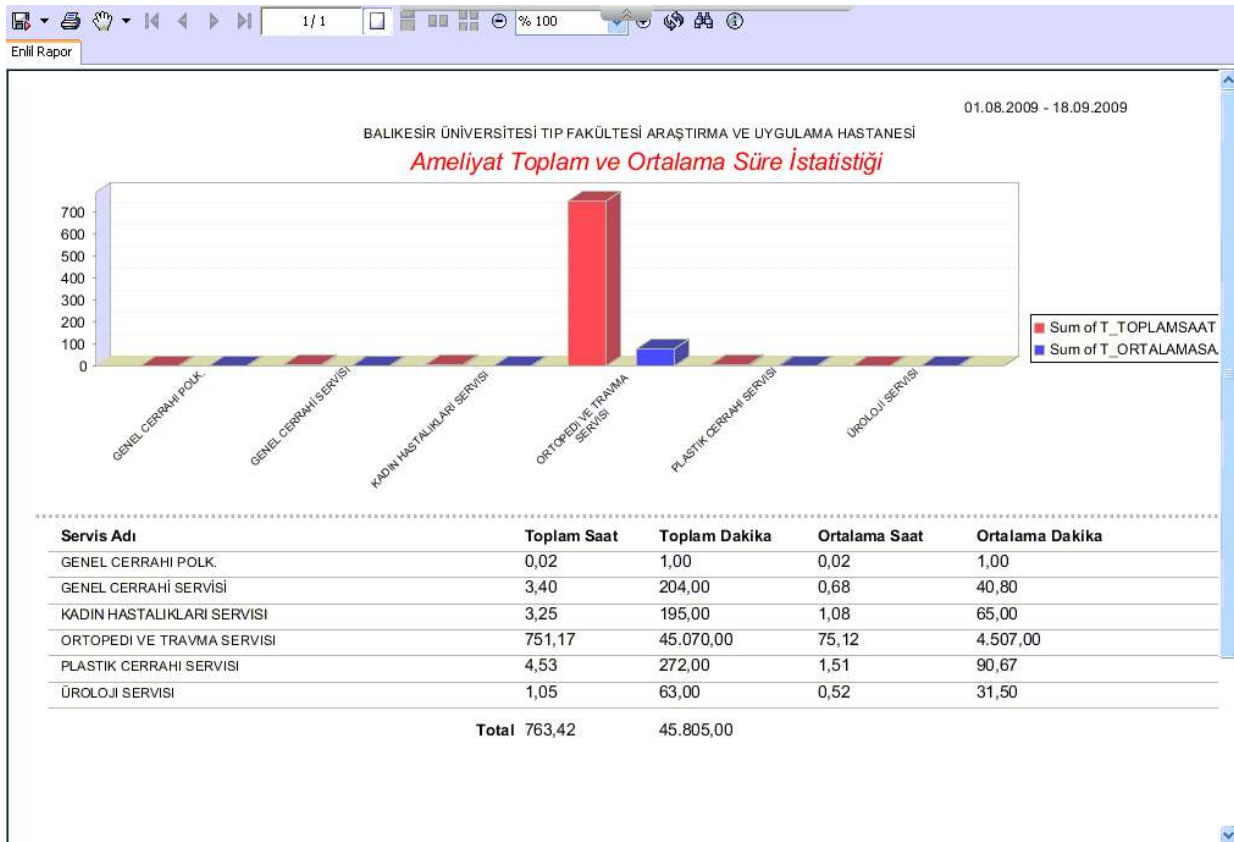 1/1
% 100
Enlil Rapor
01.08.2009 - 18.09.2009
BALIKESİR ÜNİVERSİTESİ TIP FAKÜLTESİ ARAŞTIRMA VE UYGULAMA HASTANESİ
Ameliyat Toplam ve Ortalama Süre İstatistiği
700
600
500
400
300
200
100
0
Sum of T_TOPLAMSAAT
Sum of T_ORTALAMASA
GENEL CERRAHI POLK.
GENEL CERRAHİ SERVİSİ
KADIN HASTALIKLARI SERVISI
ORTOPEDI VE TRAVMA
SERVISI
PLASTIK CERRAHI SERVISI
ÜROLOJI SERVISI
Servis Adı Toplam Saat Toplam Dakika Ortalama Saat Ortalama Dakika
GENEL CERRAHI POLK. 0,02 1,00 0,02 1,00
GENEL CERRAHİ SERVİSİ 3,40 204,00 0,68 40,80
KADIN HASTALIKLARI SERVISI 3,25 195,00 1,08 65,00
ORTOPEDI VE TRAVMA SERVISI 751,17 45.070,00 75,12 4.507,00
PLASTIK CERRAHI SERVISI 4,53 272,00 1,51 90,67
ÜROLOJI SERVISI 1,05 63,00 0,52 31,50
Total 763,42 45.805,00